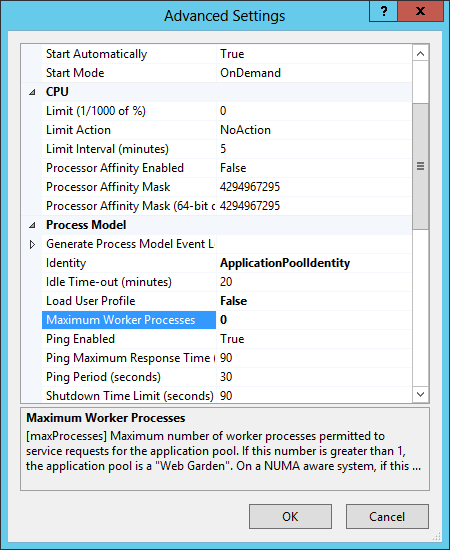 Advanced Settings
? X
Start Automatically True
Start Mode OnDemand
CPU
Limit (1/1000 of %) 0
Limit Action NoAction
Limit Interval (minutes) 5
Processor Affinity Enabled False
Processor Affinity Mask 4294967295
Processor Affinity Mask (64-bit c 4294967295
Process Model
Generate Process Model Event L
Identity ApplicationPoolIdentity
Idle Time-out (minutes) 20
Load User Profile False
Maximum Worker Processes 0
Ping Enabled True
Ping Maximum Response Time ( 90
Ping Period (seconds) 30
Shutdown Time Limit (seconds) 90
Maximum Worker Processes
[maxProcesses] Maximum number of worker processes permitted to
service requests for the application pool. If this number is greater than 1,
the application pool is a "Web Garden". On a NUMA aware system, if this ...
OK Cancel